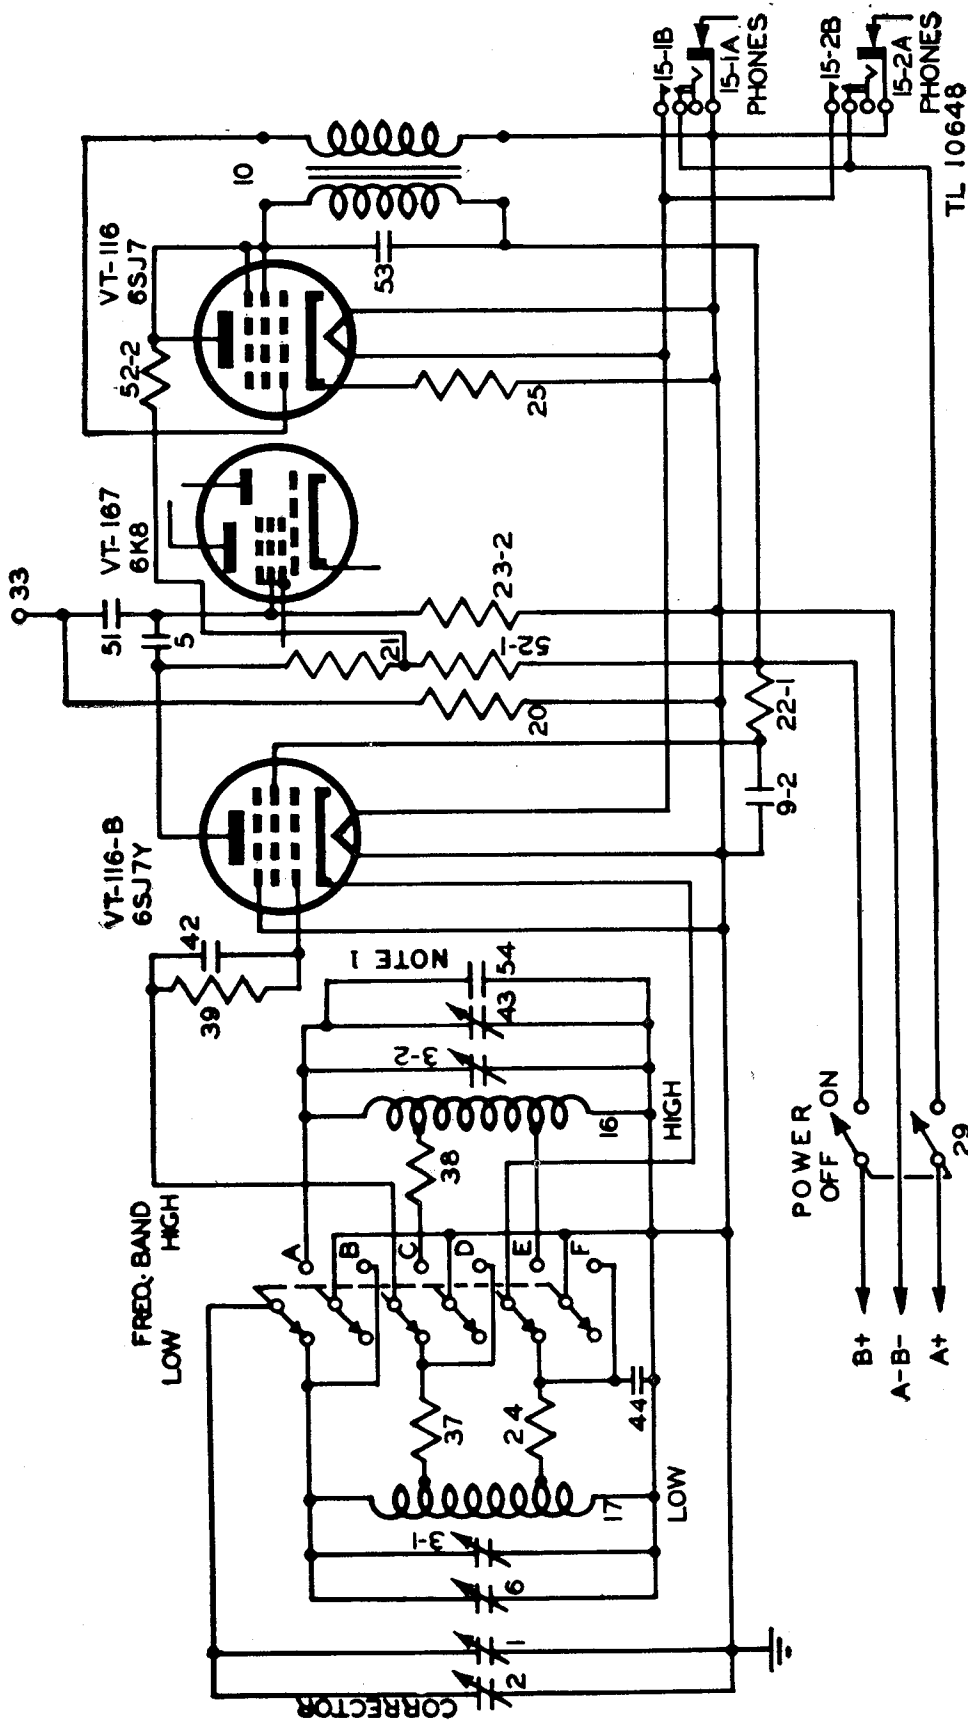 CORRECTOR
2
1
6
3-1
17
LOW
37
24
44
FREQ. BAND
LOW HIGH
A
B
C
D
E
F
38
16
HIGH
3-2
43
54
NOTE 1
39
42
VT-116-B
6SJ7Y
20
21
52-1
23-2
5
51
33
VT-167
6K8
52-2
VT-116
6SJ7
25
53
10
9-2
22-1
15-1B
15-1A
PHONES
15-2B
15-2A
PHONES
POWER
OFF ON
29
B+
A-B-
A+
TL 10648